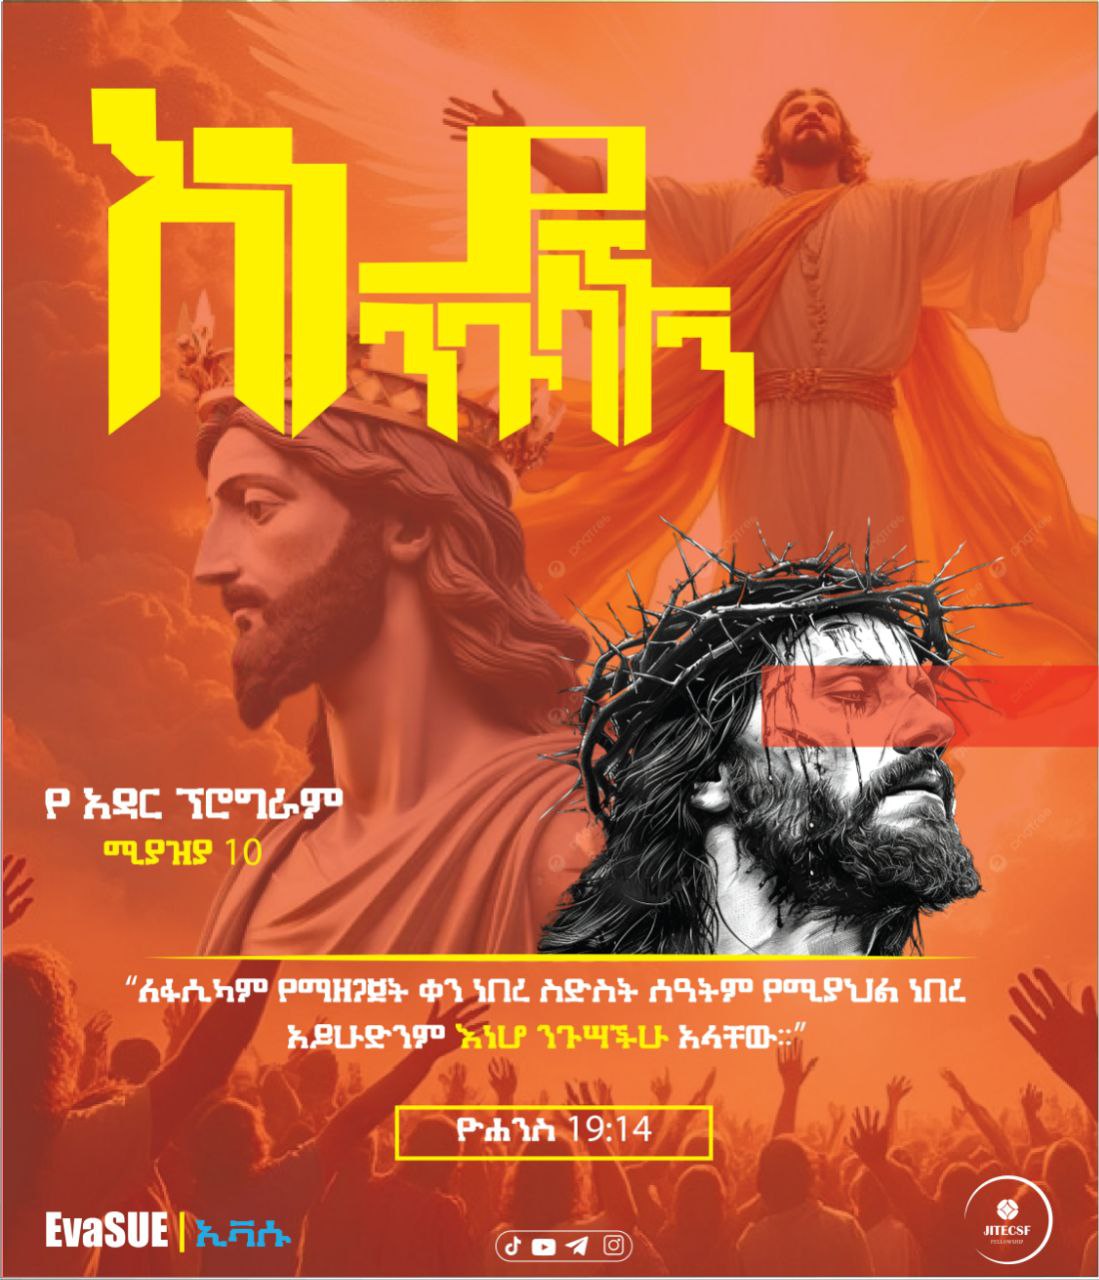 እነሆ
ንጉሳችን
የ አዳር ፕሮግራም
ሚያዝያ 10
“ለፋሲካም የማዘጋጀት ቀን ነበረ ስድስት ሰዓትም የሚያህል ነበረ
አይሁድንም እነሆ ንጉሣችሁ አላቸው።”
ዮሐንስ 19:14
EvaSUE | ኢቫሱ
JITECSF
FELLOWSHIP